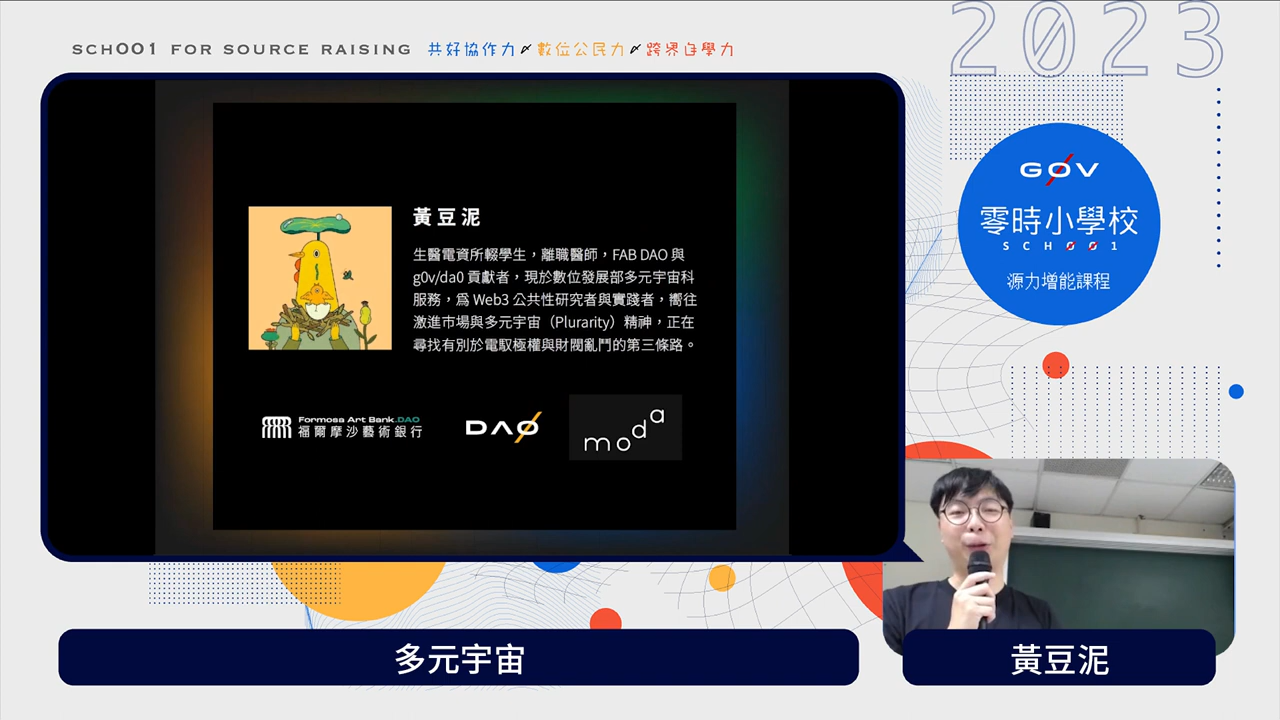 2023
SCH001 FOR SOURCE RAISING 共好協作力 數位公民力 跨界自學力
黃豆泥
生醫電資所輟學生，離職醫師，FAB DAO 與
g0v/da0 貢獻者，現於數位發展部多元宇宙科
服務，為 Web3 公共性研究者與實踐者，嚮往
激進市場與多元宇宙（Plurarity）精神，正在
尋找有別於電馭極權與財閥亂鬥的第三條路。
Formosa Art Bank.DAO
福爾摩沙藝術銀行
DAO
moda
G0V
零時小學校
SCH001
源力增能課程
多元宇宙
黃豆泥